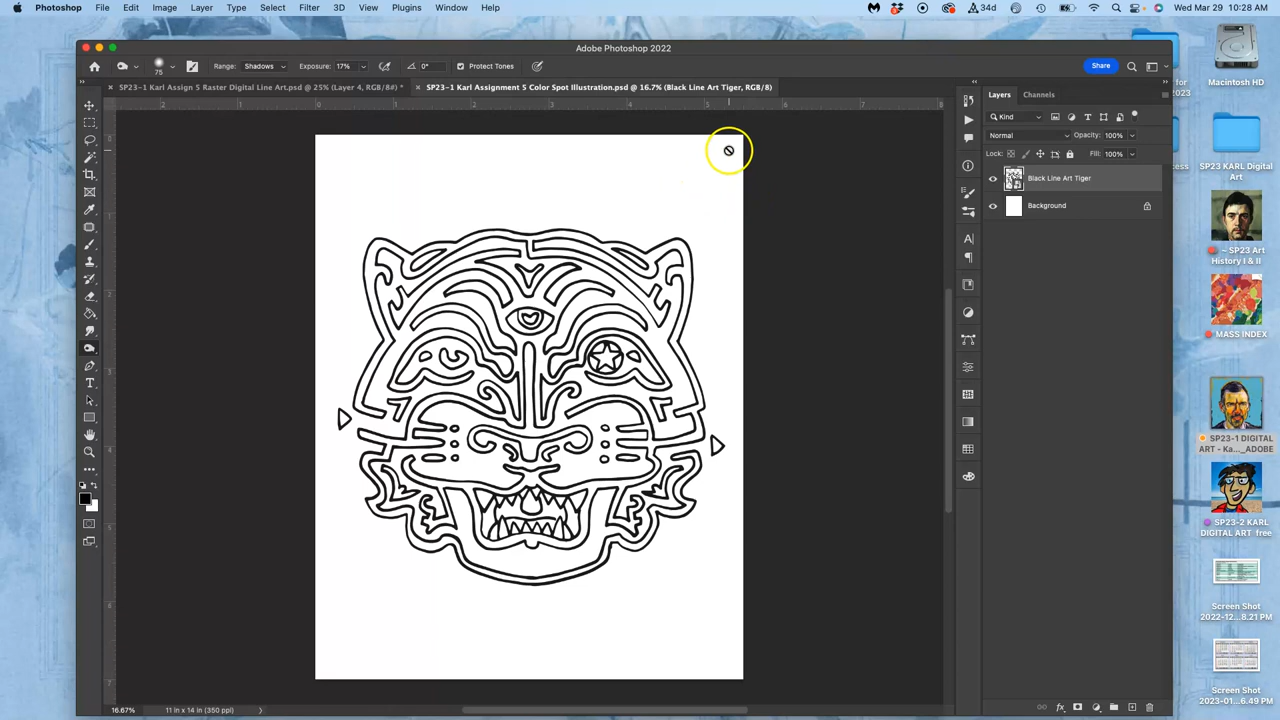 Photoshop File Edit Image Layer Type Select Filter 3D View Plugins Window Help 34d Wed Mar 29 10:28 AM
Adobe Photoshop 2022
75 Range: Shadows Exposure: 17% 0° Protect Tones Share
SP23-1 Karl Assign 5 Raster Digital Line Art.psd @ 25% (Layer 4, RGB/8#) *
SP23-1 Karl Assignment 5 Color Spot Illustration.psd @ 16.7% (Black Line Art Tiger, RGB/8)
Layers Channels
Kind
Normal Opacity: 100%
Lock: Fill: 100%
Black Line Art Tiger
Background
16.67% 11 in x 14 in (350 ppi)
Macintosh HD
for
2023
SP23 KARL Digital
Art
~ SP23 Art
History I & II
MASS INDEX
SP23-1 DIGITAL
ART - Ka..._ADOBE
SP23-2 KARL
DIGITAL ART free
Screen Shot
2022-12...8.21 PM
Screen Shot
2023-01...6.49 PM